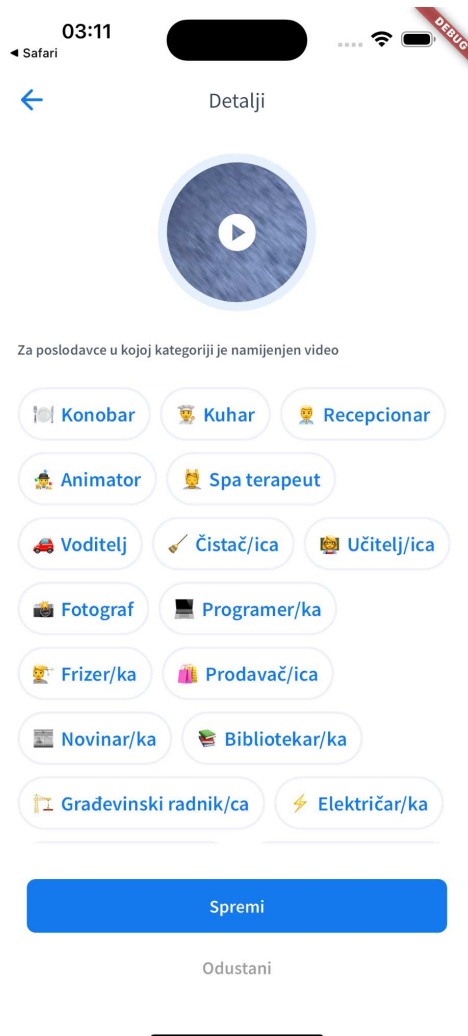 03:11
◀ Safari
DEBUG
Detalji
Za poslodavce u kojoj kategoriji je namijenjen video
🍽️ Konobar 👨‍🍳 Kuhar 👨‍💼 Recepcionar
🤹 Animator 💆 Spa terapeut
🚗 Voditelj 🧹 Čistač/ica 👩‍🏫 Učitelj/ica
📸 Fotograf 💻 Programer/ka
💇 Frizer/ka 🛍️ Prodavač/ica
📰 Novinar/ka 📚 Bibliotekar/ka
🏗️ Građevinski radnik/ca ⚡ Električar/ka
Spremi
Odustani